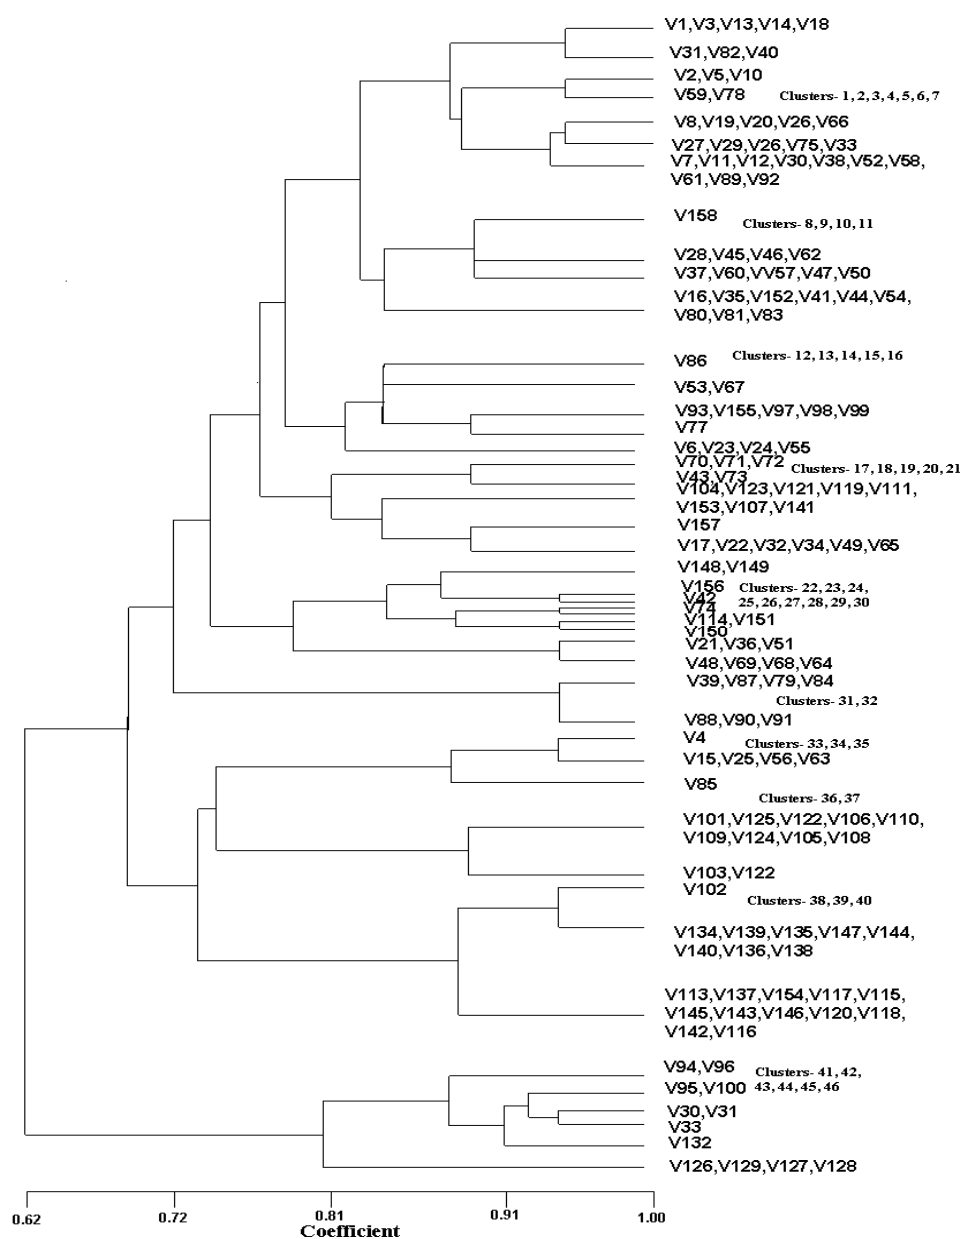 V1,V3,V13,V14,V18
V31,V82,V40
V2,V5,V10
V59,V78 Clusters- 1, 2, 3, 4, 5, 6, 7
V8,V19,V20,V26,V66
V27,V29,V26,V75,V33
V7,V11,V12,V30,V38,V52,V58,
V61,V89,V92
V158 Clusters- 8, 9, 10, 11
V28,V45,V46,V62
V37,V60,VV57,V47,V50
V16,V35,V152,V41,V44,V54,
V80,V81,V83
V86 Clusters- 12, 13, 14, 15, 16
V53,V67
V93,V155,V97,V98,V99
V77
V6,V23,V24,V55
V70,V71,V72 Clusters- 17, 18, 19, 20, 21
V43,V73
V104,V123,V121,V119,V111,
V153,V107,V141
V157
V17,V22,V32,V34,V49,V65
V148,V149
V156 Clusters- 22, 23, 24,
V42 25, 26, 27, 28, 29, 30
V74
V114,V151
V150
V21,V36,V51
V48,V69,V68,V64
V39,V87,V79,V84
Clusters- 31, 32
V88,V90,V91
V4 Clusters- 33, 34, 35
V15,V25,V56,V63
V85
Clusters- 36, 37
V101,V125,V122,V106,V110,
V109,V124,V105,V108
V103,V122
V102 Clusters- 38, 39, 40
V134,V139,V135,V147,V144,
V140,V136,V138
V113,V137,V154,V117,V115,
V145,V143,V146,V120,V118,
V142,V116
V94,V96 Clusters- 41, 42,
V95,V100 43, 44, 45, 46
V30,V31
V33
V132
V126,V129,V127,V128
0.62 0.72 0.81 0.91 1.00
Coefficient